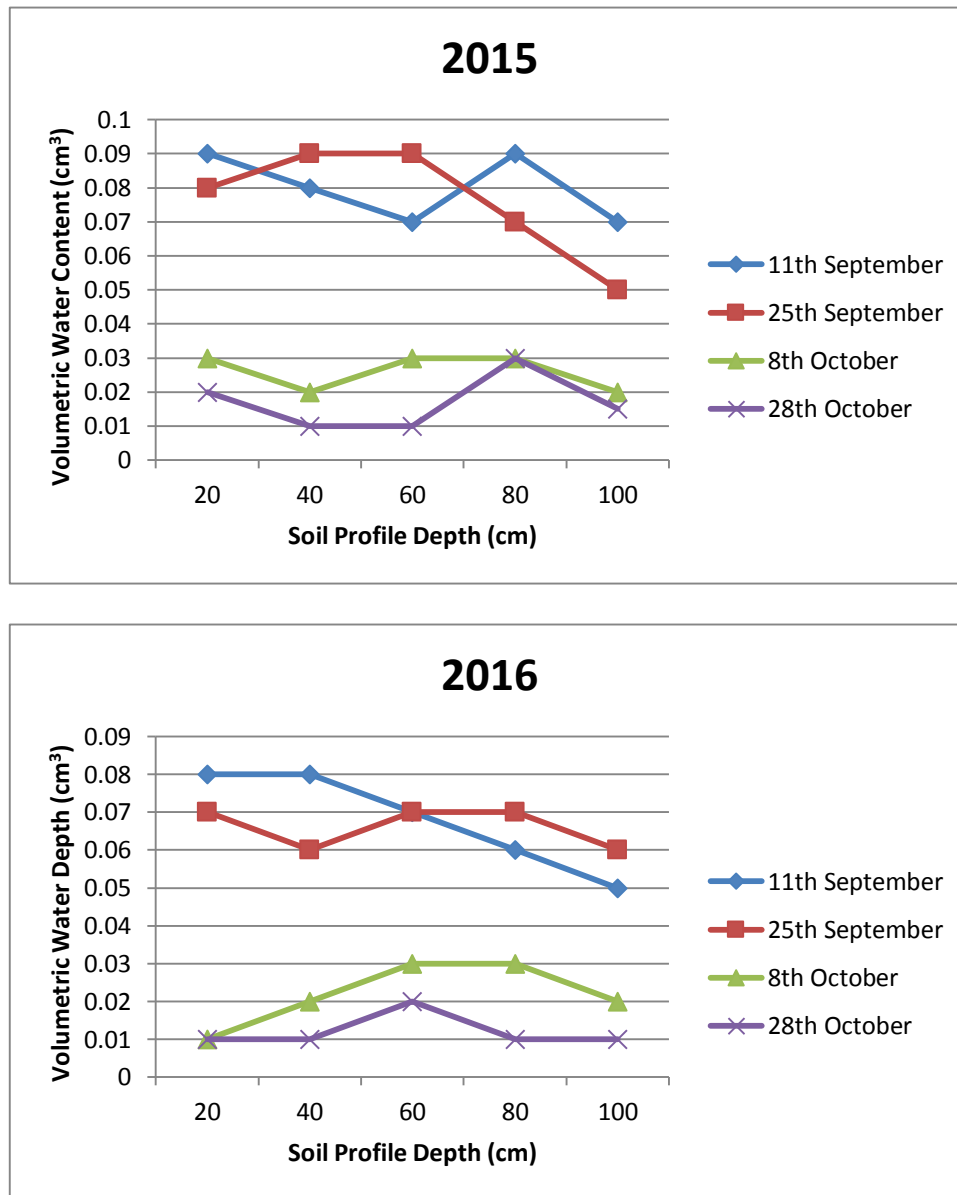 2015
Volumetric Water Content (cm³)
0.1
0.09
0.08
0.07
0.06
0.05
0.04
0.03
0.02
0.01
0
20 40 60 80 100
Soil Profile Depth (cm)
11th September
25th September
8th October
28th October
2016
Volumetric Water Depth (cm³)
0.09
0.08
0.07
0.06
0.05
0.04
0.03
0.02
0.01
0
20 40 60 80 100
Soil Profile Depth (cm)
11th September
25th September
8th October
28th October